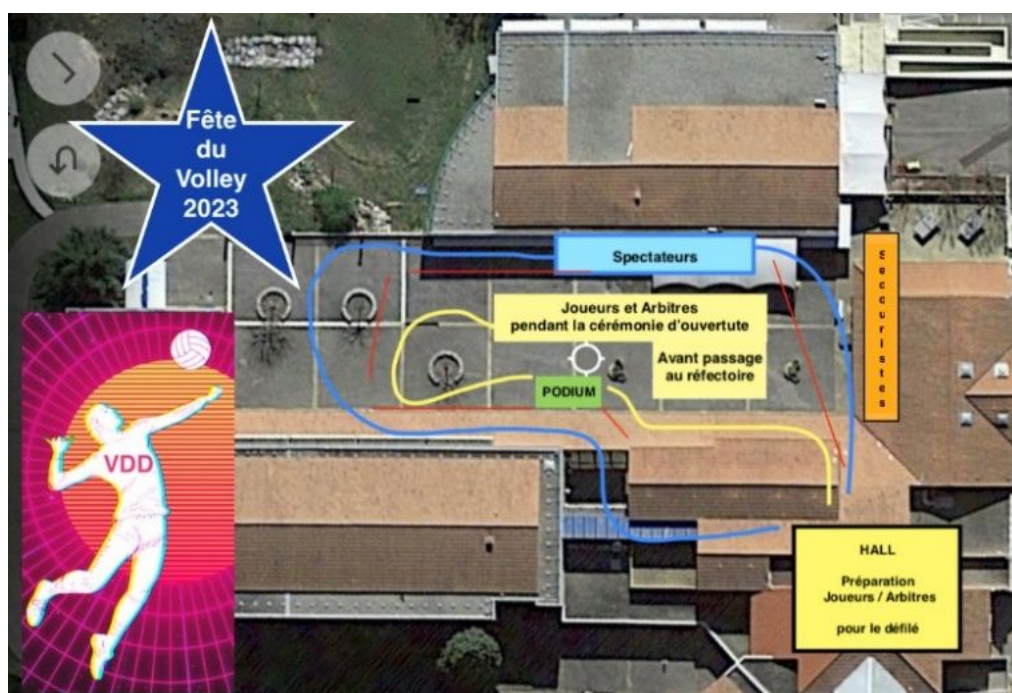 Fête
du
Volley
2023
Spectateurs
Secouristes
Joueurs et Arbitres
pendant la cérémonie d'ouvertute
Avant passage
au réfectoire
PODIUM
VDD
HALL
Préparation
Joueurs / Arbitres
pour le défilé